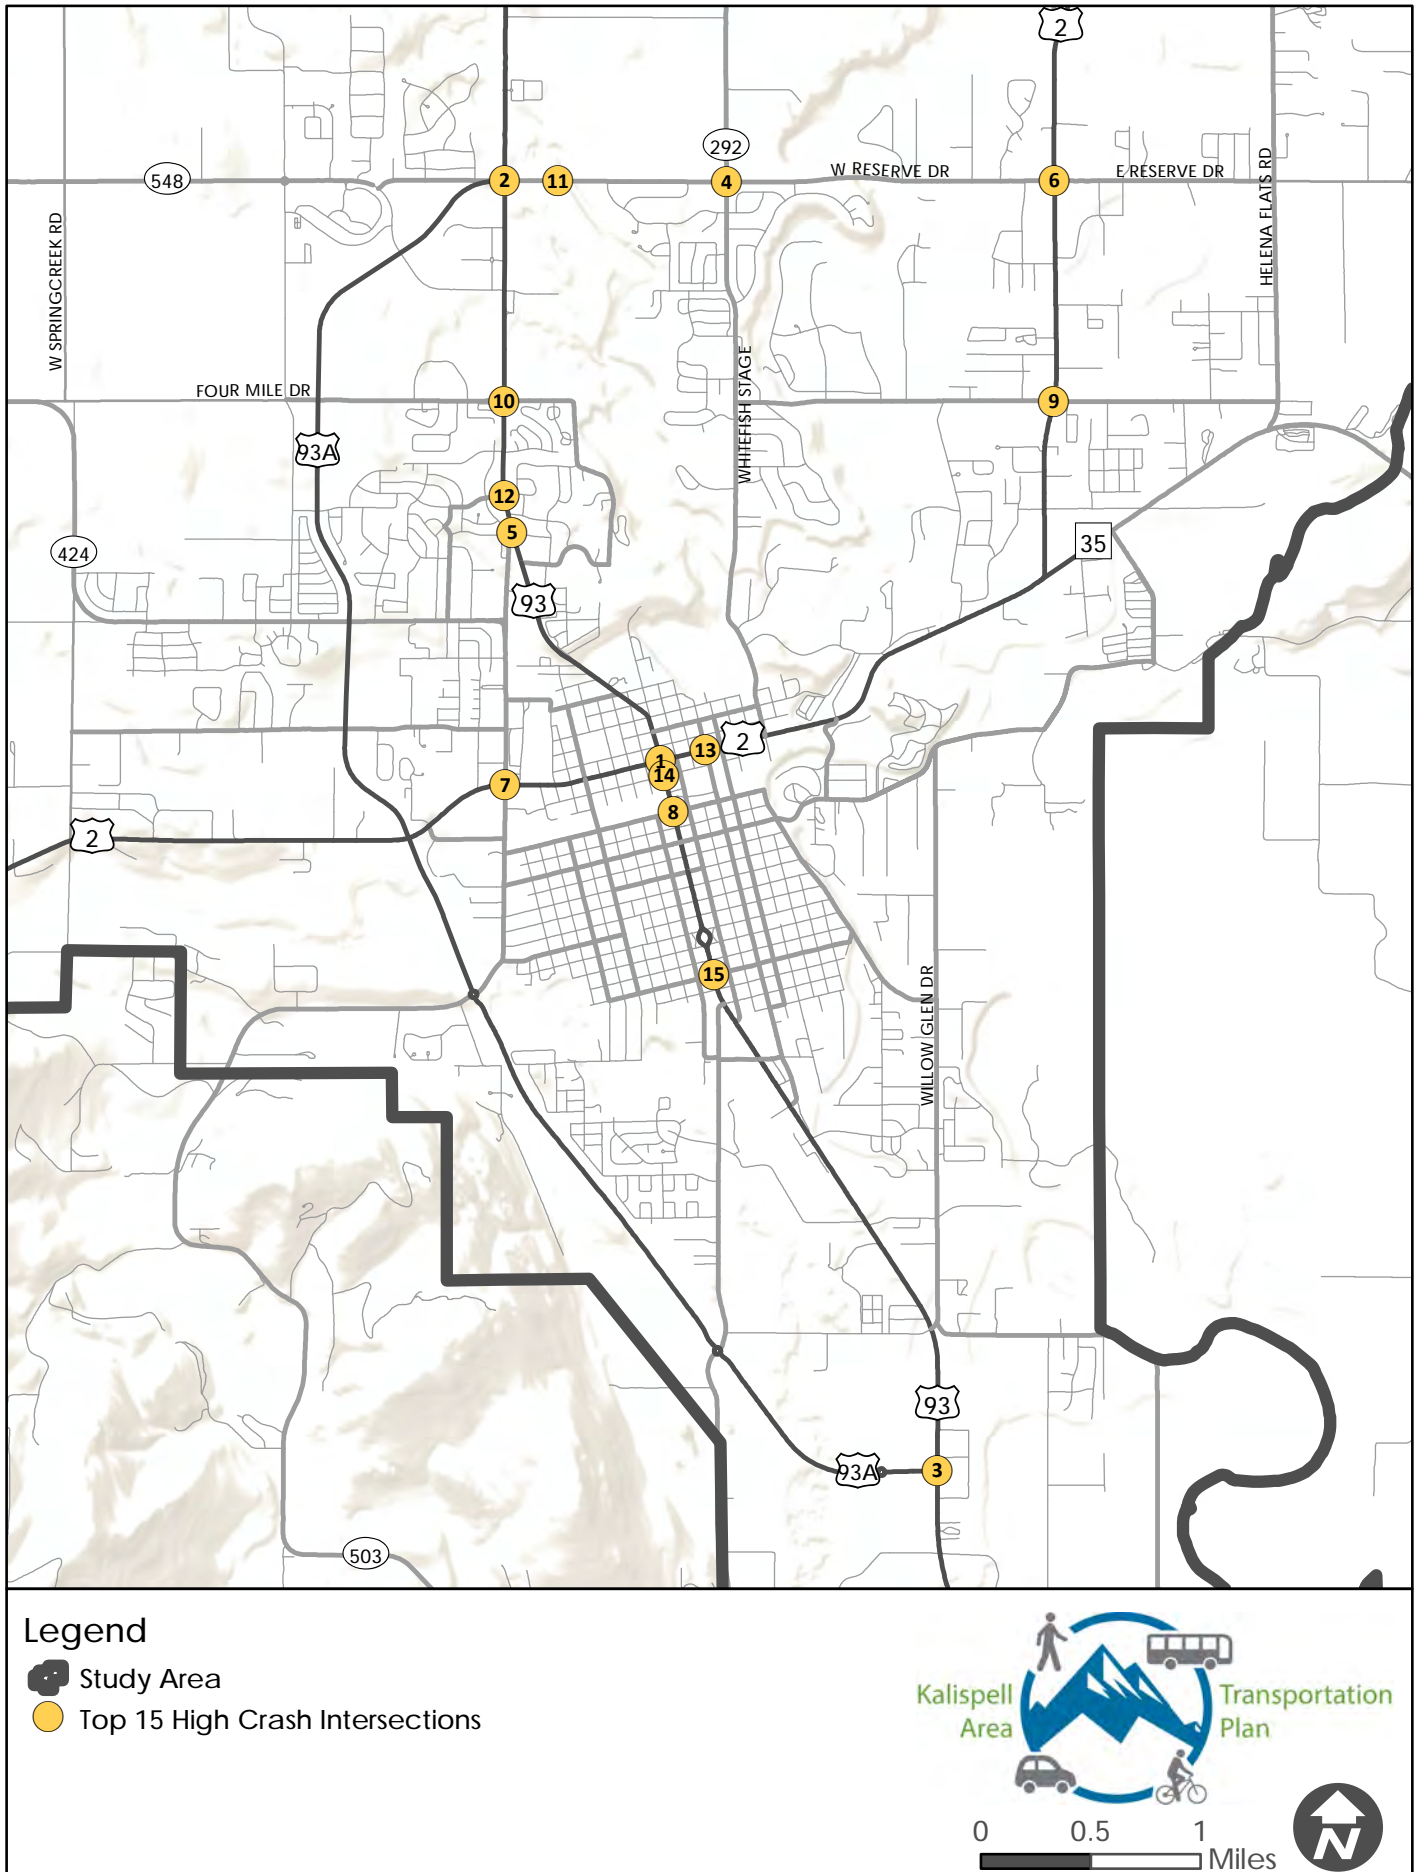 2
292
548
2
11
4
W RESERVE DR
6
E RESERVE DR
HELENA FLATS RD
W SPRINGCREEK RD
WHITEFISH STAGE
FOUR MILE DR
10
9
93A
12
5
424
35
93
2
13
1
14
7
8
2
15
WILLOW GLEN DR
93
93A
3
503
Legend
Study Area
Top 15 High Crash Intersections
Kalispell
Area
Transportation
Plan
0 0.5 1
Miles
N